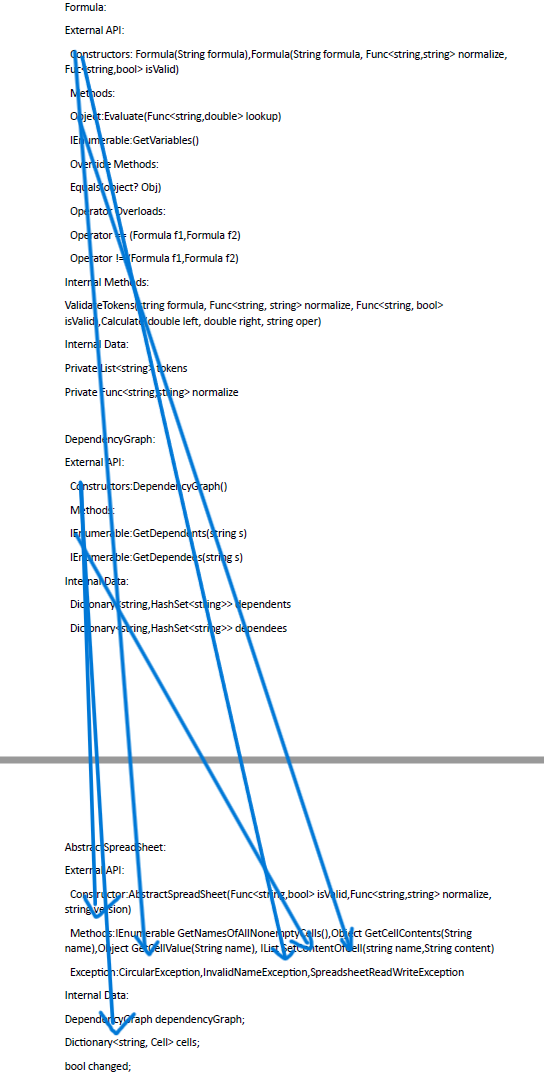 Formula:
External API:
Constructors: Formula(String formula),Formula(String formula, Func<string,string> normalize,
Func<string,bool> isValid)
Methods:
Object:Evaluate(Func<string,double> lookup)
IEnumerable:GetVariables()
Override Methods:
Equals(object? Obj)
Operator Overloads:
Operator == (Formula f1,Formula f2)
Operator != (Formula f1,Formula f2)
Internal Methods:
ValidateTokens(string formula, Func<string, string> normalize, Func<string, bool>
isValid),Calculate(double left, double right, string oper)
Internal Data:
Private List<string> tokens
Private Func<string,string> normalize
DependencyGraph:
External API:
Constructors:DependencyGraph()
Methods:
IEnumerable:GetDependents(string s)
IEnumerable:GetDependees(string s)
Internal Data:
Dictionary<string,HashSet<string>> dependents
Dictionary<string,HashSet<string>> dependees
AbstractSpreadSheet:
External API:
Constructor:AbstractSpreadSheet(Func<string,bool> isValid,Func<string,string> normalize,
string version)
Methods:IEnumerable GetNamesOfAllNonemptyCells(),Object GetCellContents(String
name),Object GetCellValue(String name), IList SetContentOfCell(string name,String content)
Exception:CircularException,InvalidNameException,SpreadsheetReadWriteException
Internal Data:
DependencyGraph dependencyGraph;
Dictionary<string, Cell> cells;
bool changed;